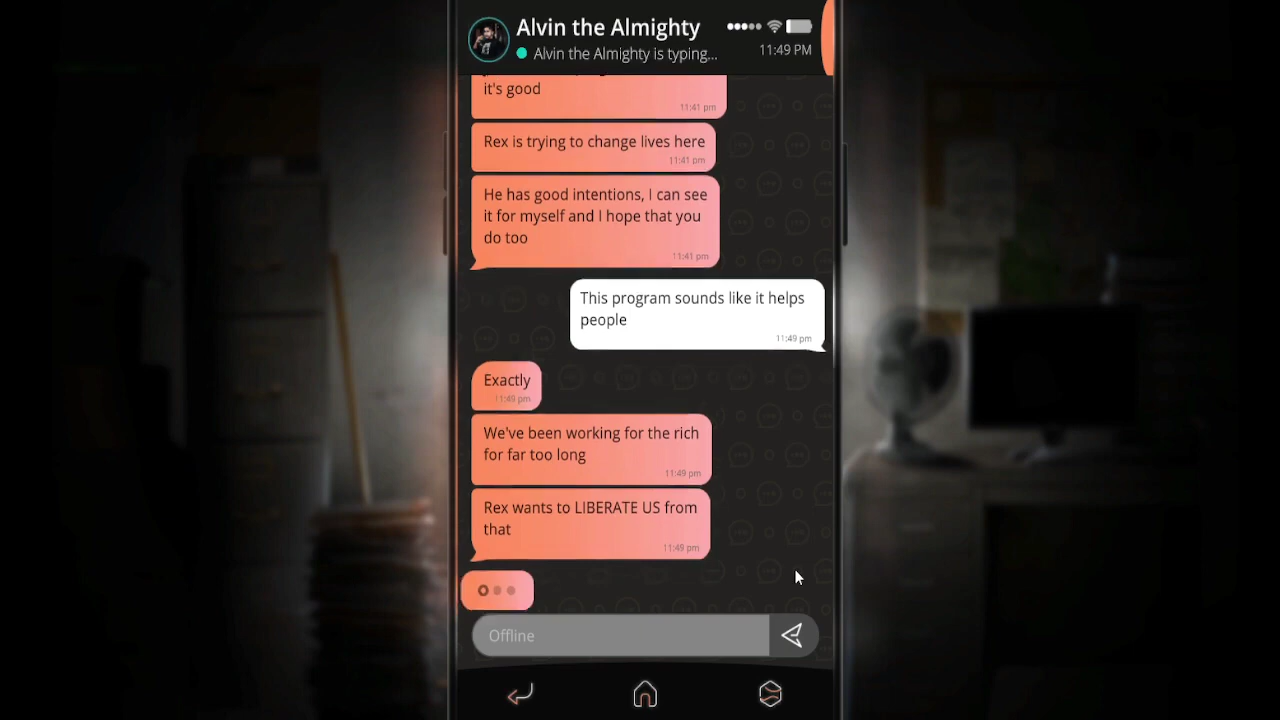 Alvin the Almighty
Alvin the Almighty is typing...
11:49 PM
it's good
11:41 pm
Rex is trying to change lives here
11:41 pm
He has good intentions, I can see
it for myself and I hope that you
do too
11:41 pm
This program sounds like it helps
people
11:49 pm
Exactly
11:49 pm
We've been working for the rich
for far too long
11:49 pm
Rex wants to LIBERATE US from
that
11:49 pm
Offline